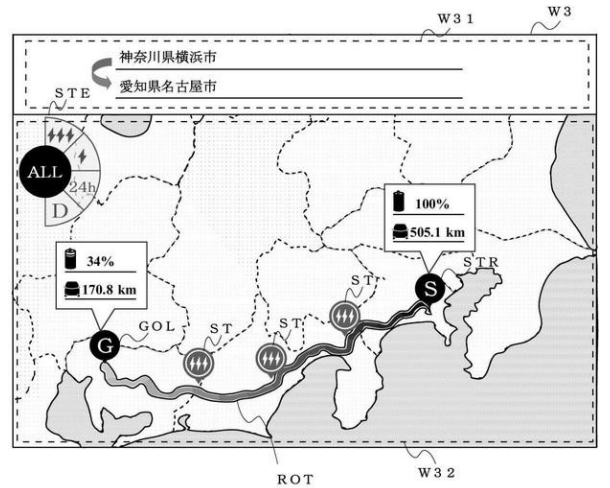 W31
W3
神奈川県横浜市
愛知県名古屋市
STE
ALL
24h
D
100%
505.1 km
34%
170.8 km
STR
ST
S
GOL
ST
ST
G
ROT
W32